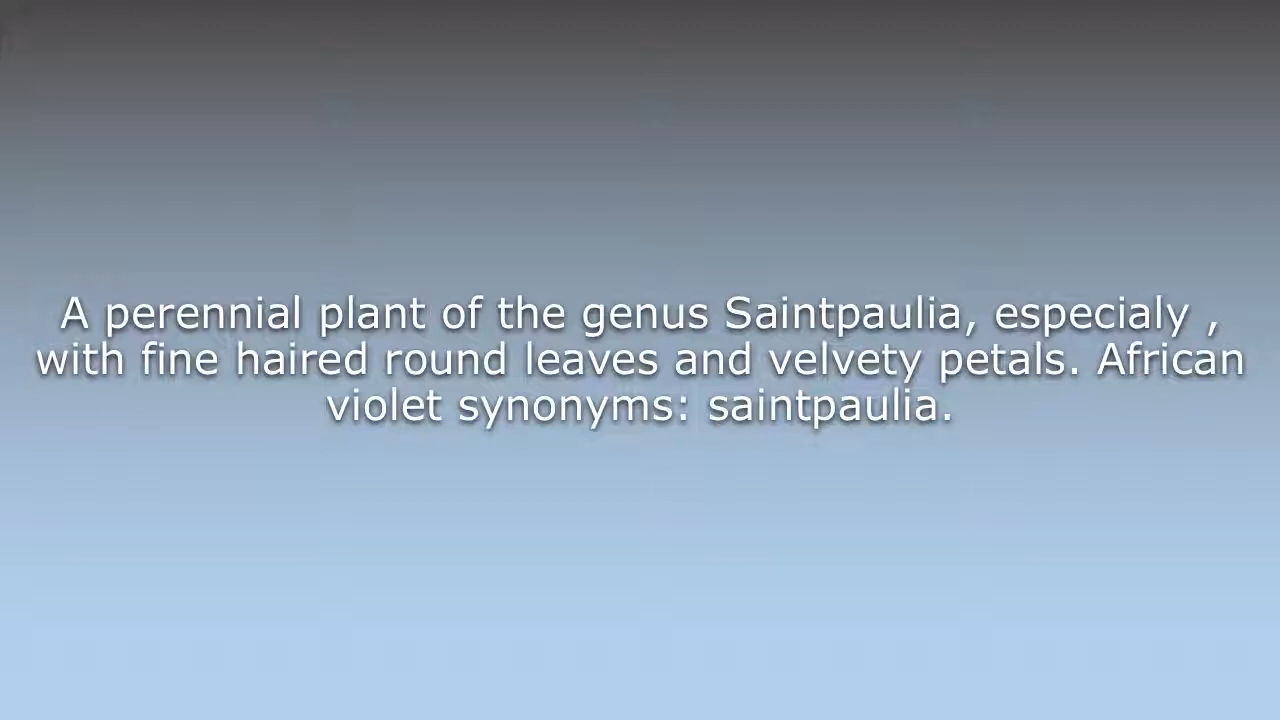 A perennial plant of the genus Saintpaulia, especialy ,
with fine haired round leaves and velvety petals. African
violet synonyms: saintpaulia.